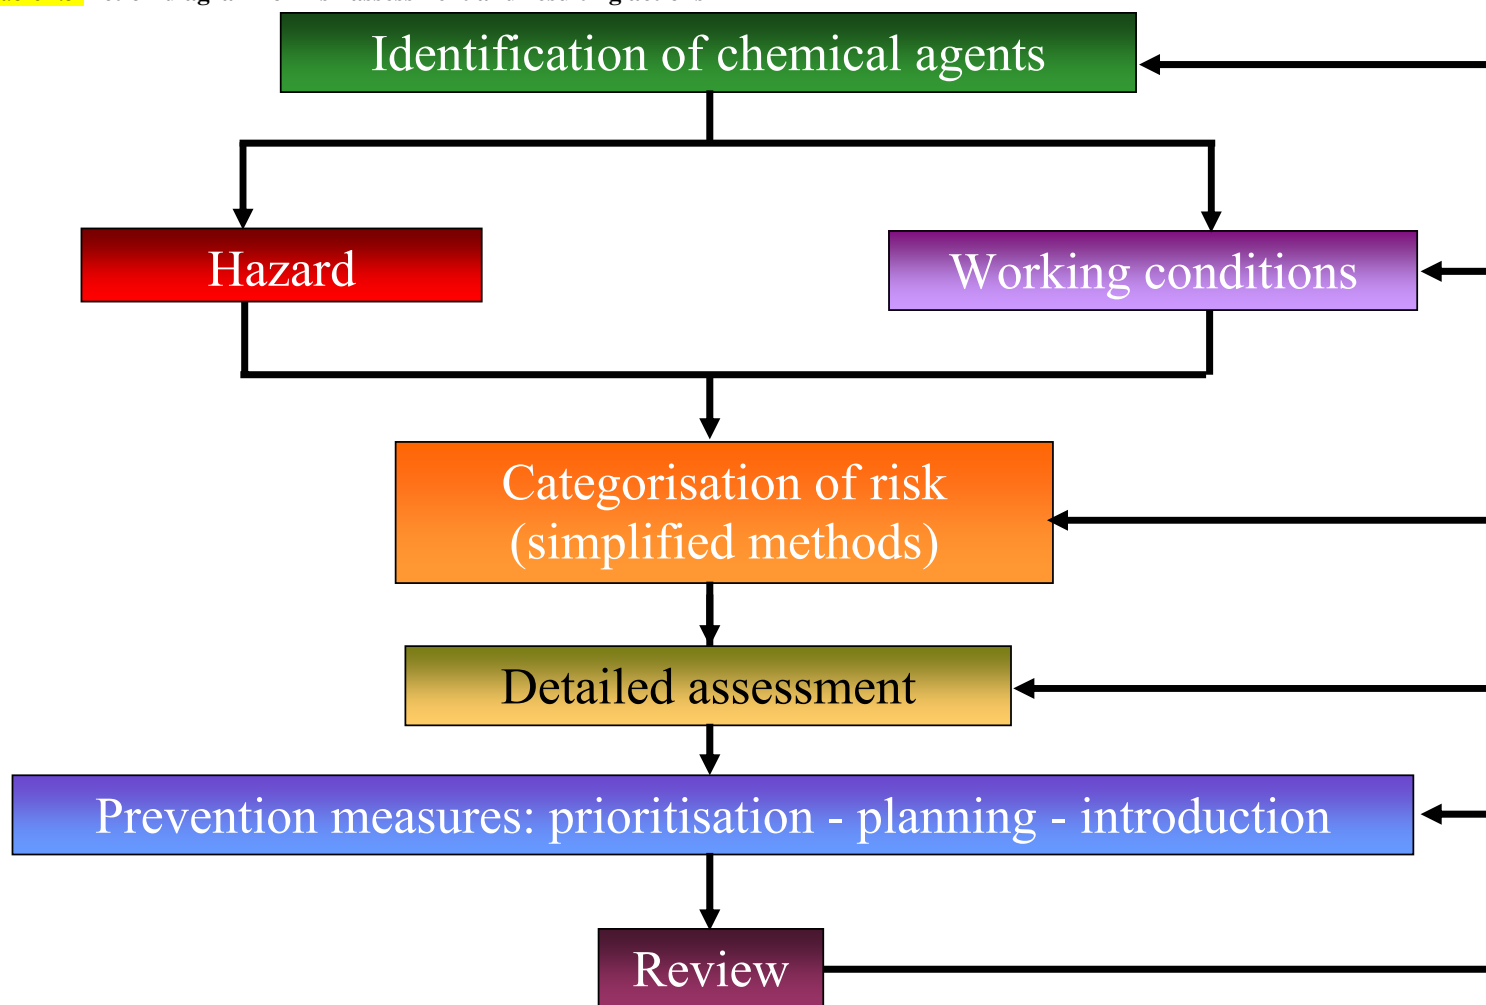 Identification of chemical agents
Hazard
Working conditions
Categorisation of risk
(simplified methods)
Detailed assessment
Prevention measures: prioritisation - planning - introduction
Review